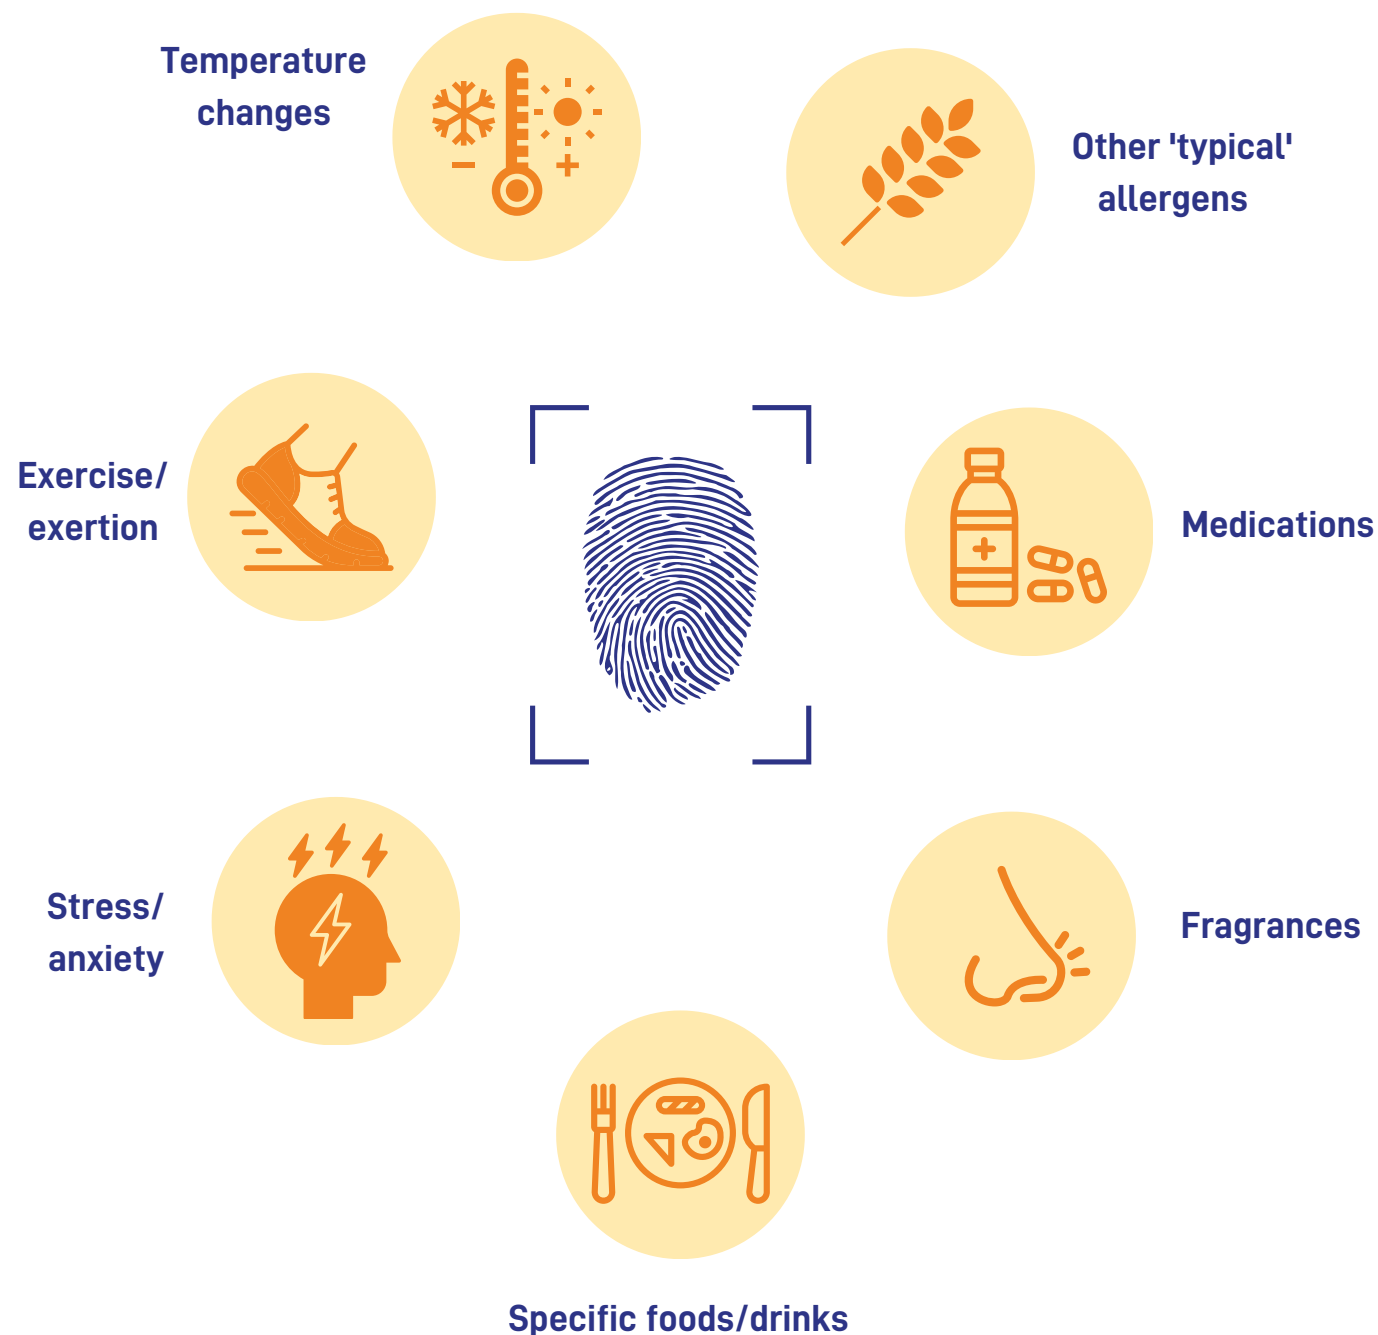 Temperature
changes
Other 'typical'
allergens
Exercise/
exertion
Medications
Stress/
anxiety
Fragrances
Specific foods/drinks